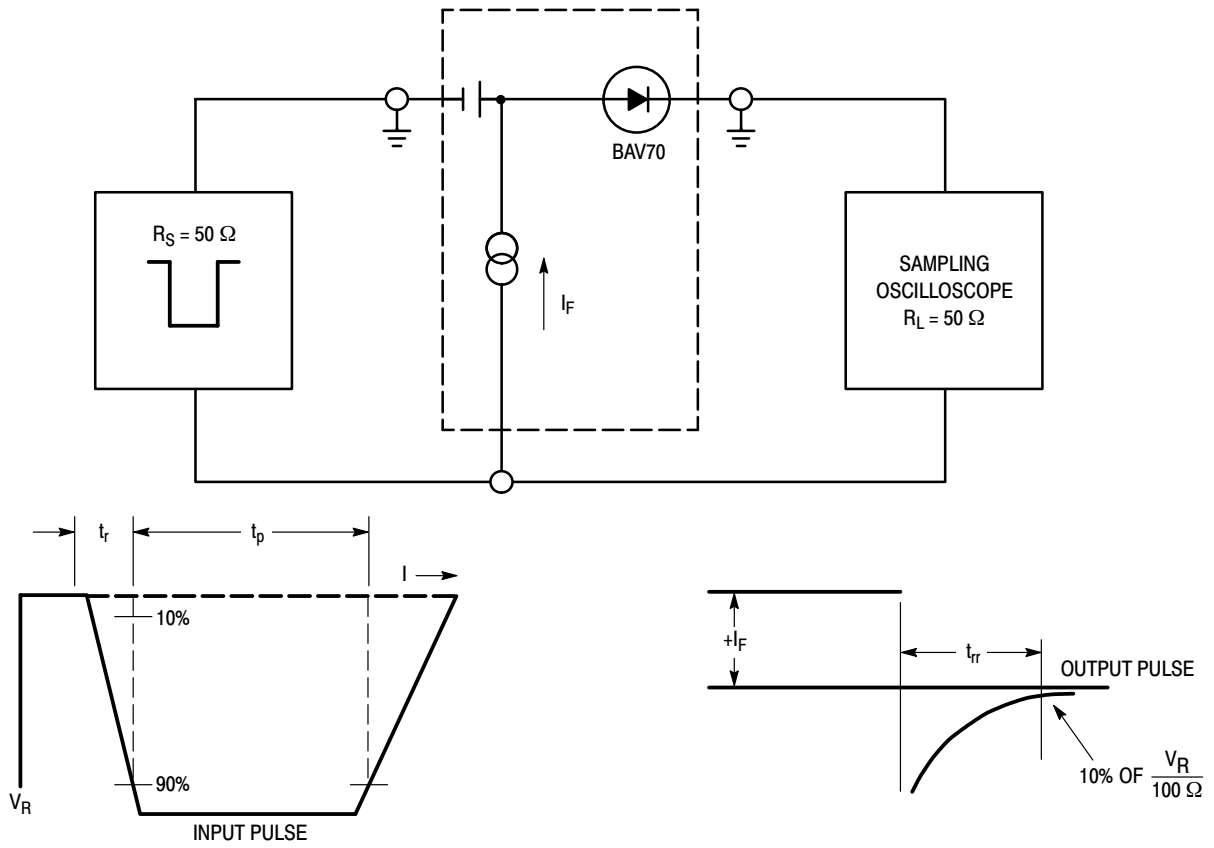 BAV70
R_S = 50 Ω
I_F
SAMPLING
OSCILLOSCOPE
R_L = 50 Ω
t_r
t_p
I
10%
90%
V_R
INPUT PULSE
+I_F
t_rr
OUTPUT PULSE
10% OF V_R
100 Ω